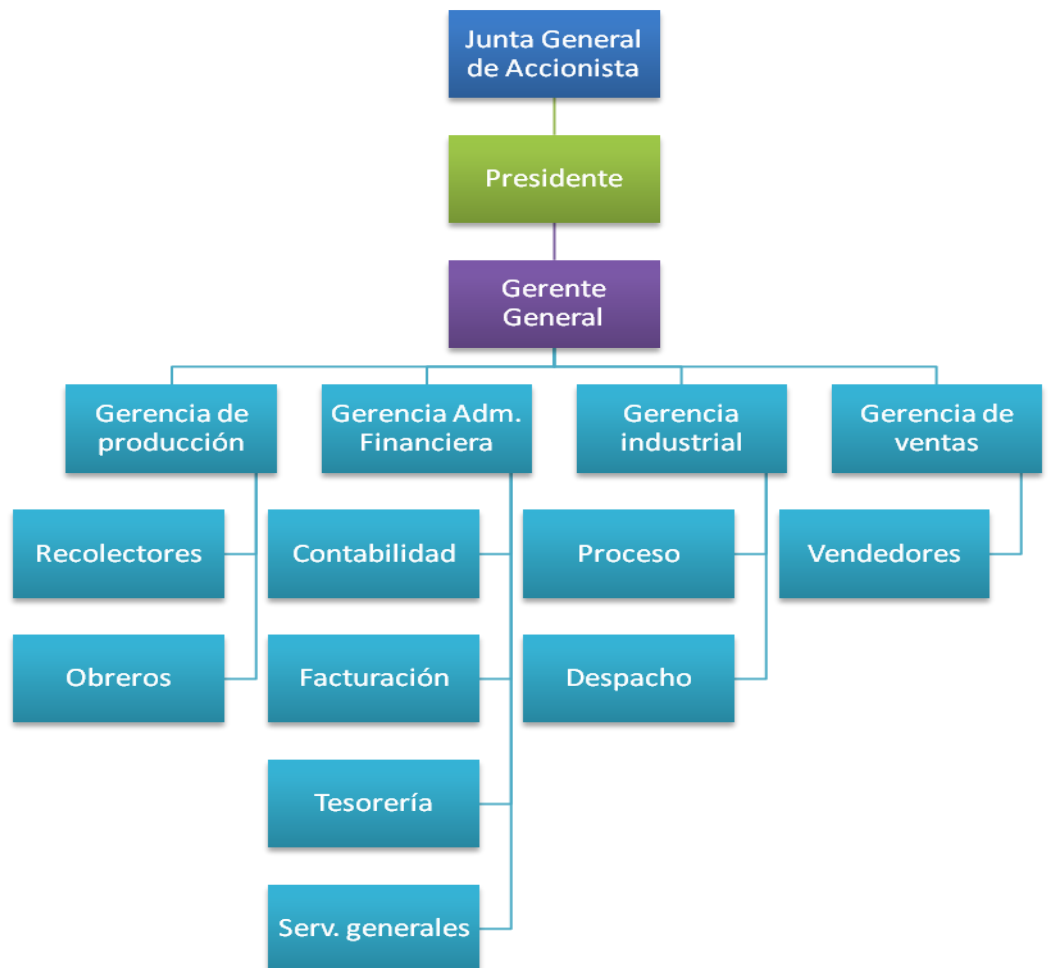 Junta General
de Accionista
Presidente
Gerente
General
Gerencia de
producción
Gerencia Adm.
Financiera
Gerencia
industrial
Gerencia de
ventas
Recolectores
Contabilidad
Proceso
Vendedores
Obreros
Facturación
Despacho
Tesorería
Serv. generales